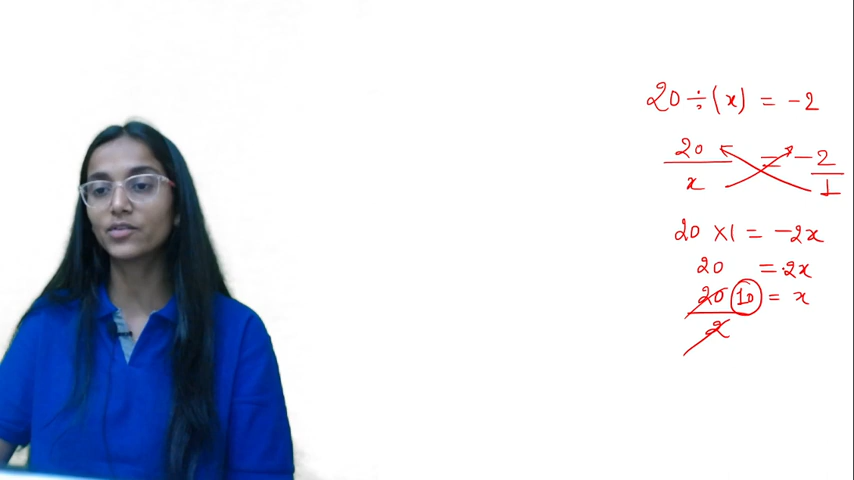 20 ÷ (x) = -2
20/x = -2/1
20 x 1 = -2x
20 = 2x
20/2 10 = x